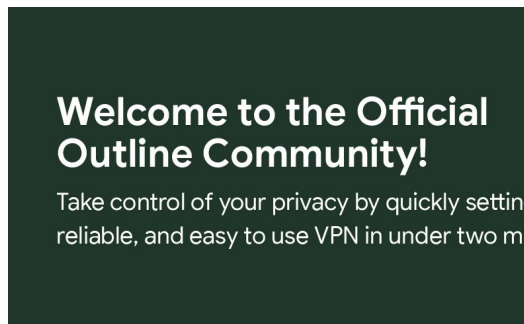 Welcome to the Official
Outline Community!
Take control of your privacy by quickly settin
reliable, and easy to use VPN in under two m